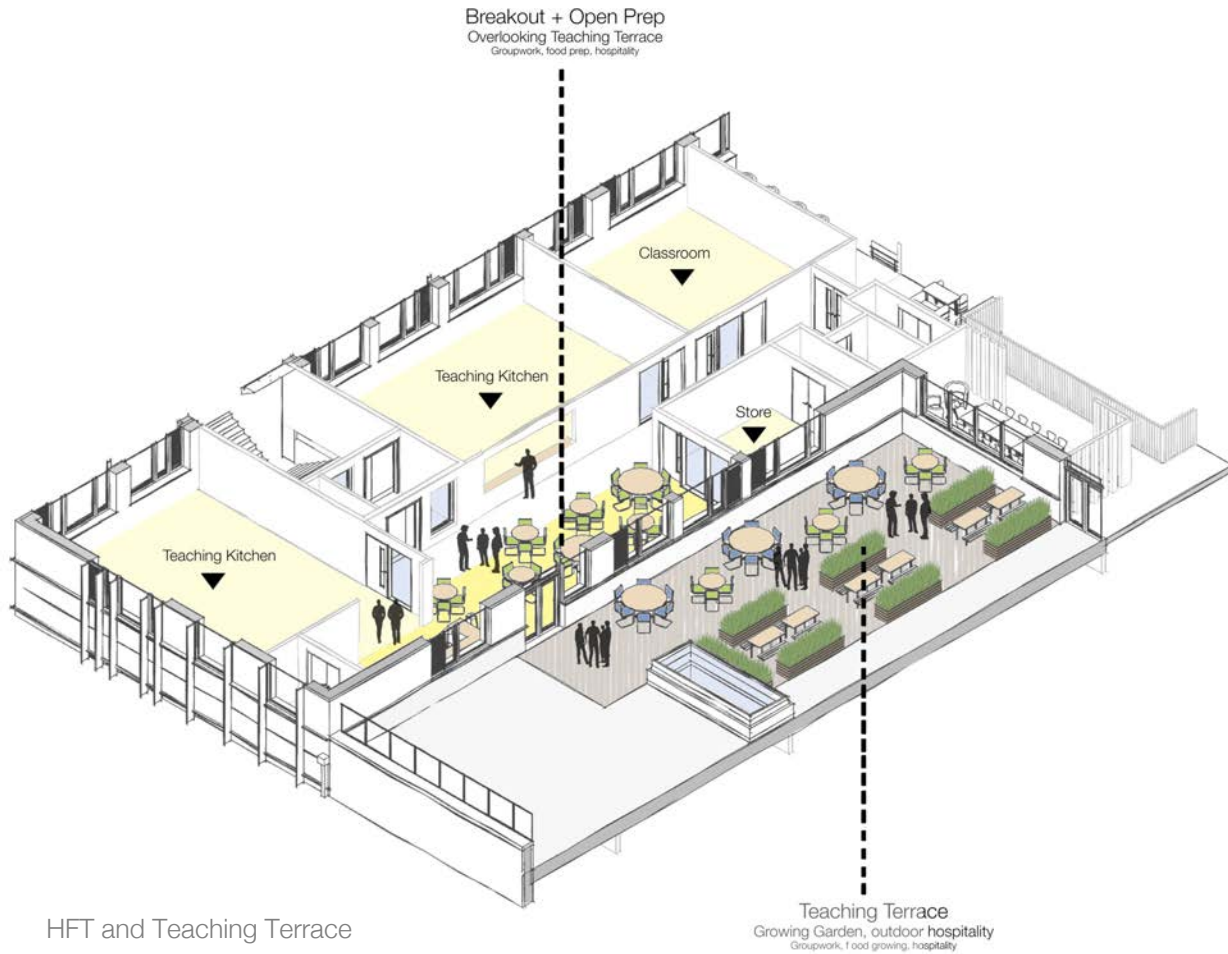 Breakout + Open Prep
Overlooking Teaching Terrace
Groupwork, food prep, hospitality
Classroom
Teaching Kitchen
Store
Teaching Kitchen
HFT and Teaching Terrace
Teaching Terrace
Growing Garden, outdoor hospitality
Groupwork, f ood growing, hospitality